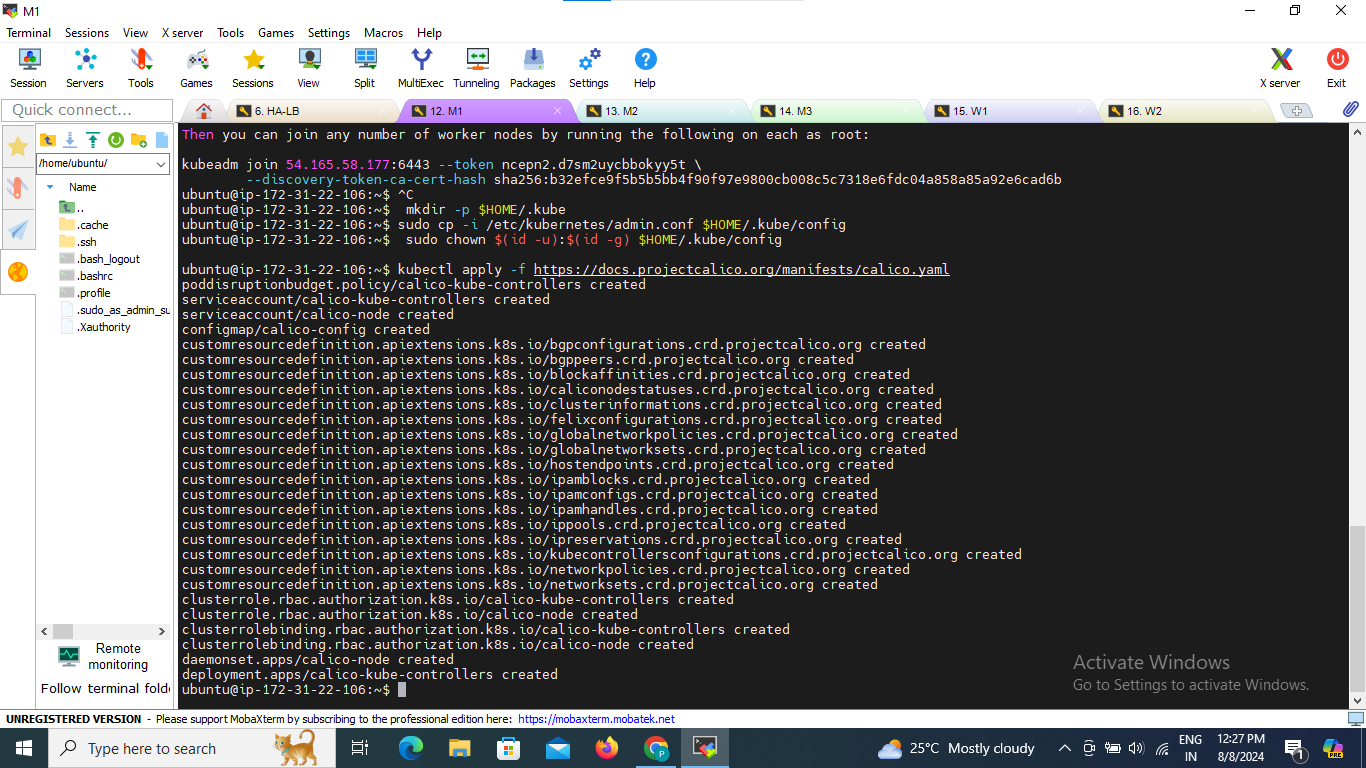 M1
Terminal Sessions View X server Tools Games Settings Macros Help
Session Servers Tools Games Sessions View Split MultiExec Tunneling Packages Settings Help X server Exit
Quick connect...
6. HA-LB 12. M1 13. M2 14. M3 15. W1 16. W2
/home/ubuntu/
Name
..
.cache
.ssh
.bash_logout
.bashrc
.profile
.sudo_as_admin_su
.Xauthority
Remote
monitoring
Follow terminal folde
Then you can join any number of worker nodes by running the following on each as root:
kubeadm join 54.165.58.177:6443 --token ncepn2.d7sm2uycbbokyy5t \
--discovery-token-ca-cert-hash sha256:b32efce9f5b5b5bb4f90f97e9800cb008c5c7318e6fdc04a858a85a92e6cad6b
ubuntu@ip-172-31-22-106:~$ ^C
ubuntu@ip-172-31-22-106:~$  mkdir -p $HOME/.kube
ubuntu@ip-172-31-22-106:~$ sudo cp -i /etc/kubernetes/admin.conf $HOME/.kube/config
ubuntu@ip-172-31-22-106:~$  sudo chown $(id -u):$(id -g) $HOME/.kube/config
ubuntu@ip-172-31-22-106:~$ kubectl apply -f https://docs.projectcalico.org/manifests/calico.yaml
poddisruptionbudget.policy/calico-kube-controllers created
serviceaccount/calico-kube-controllers created
serviceaccount/calico-node created
configmap/calico-config created
customresourcedefinition.apiextensions.k8s.io/bgpconfigurations.crd.projectcalico.org created
customresourcedefinition.apiextensions.k8s.io/bgppeers.crd.projectcalico.org created
customresourcedefinition.apiextensions.k8s.io/blockaffinities.crd.projectcalico.org created
customresourcedefinition.apiextensions.k8s.io/caliconodestatuses.crd.projectcalico.org created
customresourcedefinition.apiextensions.k8s.io/clusterinformations.crd.projectcalico.org created
customresourcedefinition.apiextensions.k8s.io/felixconfigurations.crd.projectcalico.org created
customresourcedefinition.apiextensions.k8s.io/globalnetworkpolicies.crd.projectcalico.org created
customresourcedefinition.apiextensions.k8s.io/globalnetworksets.crd.projectcalico.org created
customresourcedefinition.apiextensions.k8s.io/hostendpoints.crd.projectcalico.org created
customresourcedefinition.apiextensions.k8s.io/ipamblocks.crd.projectcalico.org created
customresourcedefinition.apiextensions.k8s.io/ipamconfigs.crd.projectcalico.org created
customresourcedefinition.apiextensions.k8s.io/ipamhandles.crd.projectcalico.org created
customresourcedefinition.apiextensions.k8s.io/ippools.crd.projectcalico.org created
customresourcedefinition.apiextensions.k8s.io/ipreservations.crd.projectcalico.org created
customresourcedefinition.apiextensions.k8s.io/kubecontrollersconfigurations.crd.projectcalico.org created
customresourcedefinition.apiextensions.k8s.io/networkpolicies.crd.projectcalico.org created
customresourcedefinition.apiextensions.k8s.io/networksets.crd.projectcalico.org created
clusterrole.rbac.authorization.k8s.io/calico-kube-controllers created
clusterrole.rbac.authorization.k8s.io/calico-node created
clusterrolebinding.rbac.authorization.k8s.io/calico-kube-controllers created
clusterrolebinding.rbac.authorization.k8s.io/calico-node created
daemonset.apps/calico-node created
deployment.apps/calico-kube-controllers created
ubuntu@ip-172-31-22-106:~$
Activate Windows
Go to Settings to activate Windows.
UNREGISTERED VERSION - Please support MobaXterm by subscribing to the professional edition here: https://mobaxterm.mobatek.net
Type here to search
25°C Mostly cloudy
ENG
IN
12:27 PM
8/8/2024
1
PRE